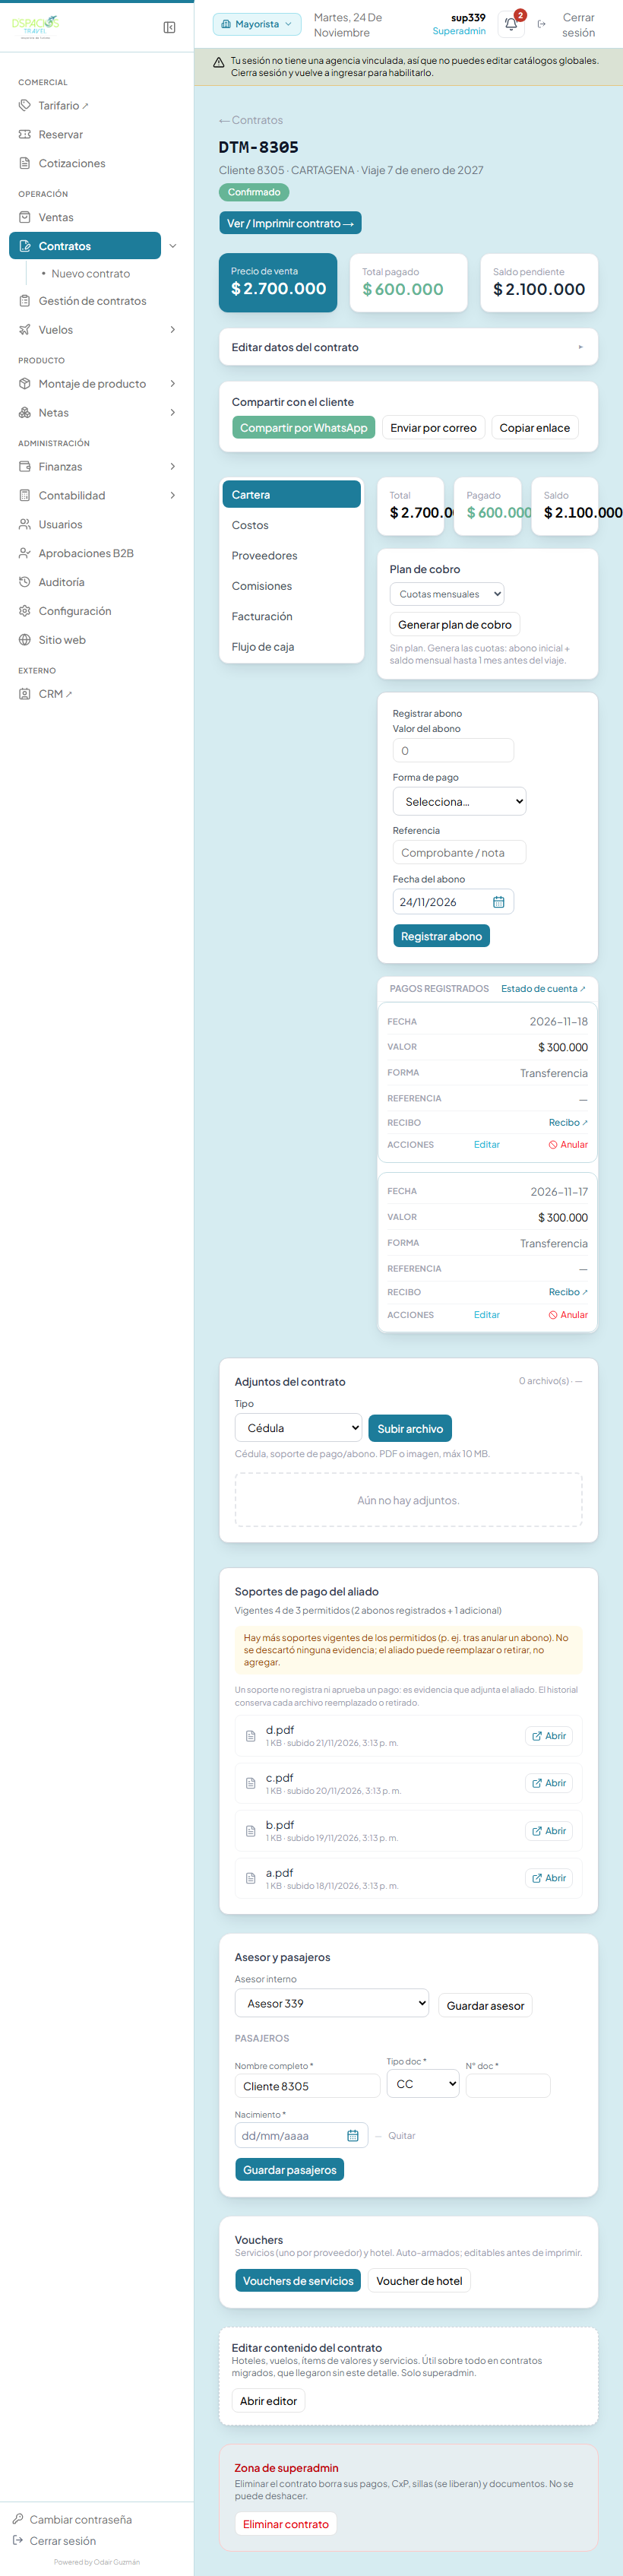 DSPACIOS
TRAVEL
Mayorista
Martes, 24 De
Noviembre
sup339
Superadmin
2
Cerrar
sesión
Tu sesión no tiene una agencia vinculada, así que no puedes editar catálogos globales.
Cierra sesión y vuelve a ingresar para habilitarlo.
COMERCIAL
Tarifario ↗
Reservar
Cotizaciones
OPERACIÓN
Ventas
Contratos
• Nuevo contrato
Gestión de contratos
Vuelos
PRODUCTO
Montaje de producto
Netas
ADMINISTRACIÓN
Finanzas
Contabilidad
Usuarios
Aprobaciones B2B
Auditoría
Configuración
Sitio web
EXTERNO
CRM ↗
Cambiar contraseña
Cerrar sesión
Powered by Odair Guzmán
← Contratos
DTM-8305
Cliente 8305 · CARTAGENA · Viaje 7 de enero de 2027
Confirmado
Ver / Imprimir contrato →
Precio de venta
$ 2.700.000
Total pagado
$ 600.000
Saldo pendiente
$ 2.100.000
Editar datos del contrato
Compartir con el cliente
Compartir por WhatsApp
Enviar por correo
Copiar enlace
Cartera
Costos
Proveedores
Comisiones
Facturación
Flujo de caja
Total
$ 2.700.0
Pagado
$ 600.000
Saldo
$ 2.100.000
Plan de cobro
Cuotas mensuales
Generar plan de cobro
Sin plan. Genera las cuotas: abono inicial +
saldo mensual hasta 1 mes antes del viaje.
Registrar abono
Valor del abono
0
Forma de pago
Selecciona...
Referencia
Comprobante / nota
Fecha del abono
24/11/2026
Registrar abono
PAGOS REGISTRADOS
Estado de cuenta ↗
FECHA 2026-11-18
VALOR $ 300.000
FORMA Transferencia
REFERENCIA —
RECIBO Recibo ↗
ACCIONES Editar Anular
FECHA 2026-11-17
VALOR $ 300.000
FORMA Transferencia
REFERENCIA —
RECIBO Recibo ↗
ACCIONES Editar Anular
Adjuntos del contrato
0 archivo(s) · —
Tipo
Cédula
Subir archivo
Cédula, soporte de pago/abono. PDF o imagen, máx 10 MB.
Aún no hay adjuntos.
Soportes de pago del aliado
Vigentes 4 de 3 permitidos (2 abonos registrados + 1 adicional)
Hay más soportes vigentes de los permitidos (p. ej. tras anular un abono). No
se descartó ninguna evidencia; el aliado puede reemplazar o retirar, no
agregar.
Un soporte no registra ni aprueba un pago: es evidencia que adjunta el aliado. El historial
conserva cada archivo reemplazado o retirado.
d.pdf
1 KB · subido 21/11/2026, 3:13 p. m.
Abrir
c.pdf
1 KB · subido 20/11/2026, 3:13 p. m.
Abrir
b.pdf
1 KB · subido 19/11/2026, 3:13 p. m.
Abrir
a.pdf
1 KB · subido 18/11/2026, 3:13 p. m.
Abrir
Asesor y pasajeros
Asesor interno
Asesor 339
Guardar asesor
PASAJEROS
Nombre completo *
Cliente 8305
Tipo doc *
CC
N° doc *
Nacimiento *
dd/mm/aaaa
— Quitar
Guardar pasajeros
Vouchers
Servicios (uno por proveedor) y hotel. Auto-armados; editables antes de imprimir.
Vouchers de servicios
Voucher de hotel
Editar contenido del contrato
Hoteles, vuelos, ítems de valores y servicios. Útil sobre todo en contratos
migrados, que llegaron sin este detalle. Solo superadmin.
Abrir editor
Zona de superadmin
Eliminar el contrato borra sus pagos, CxP, sillas (se liberan) y documentos. No se
puede deshacer.
Eliminar contrato